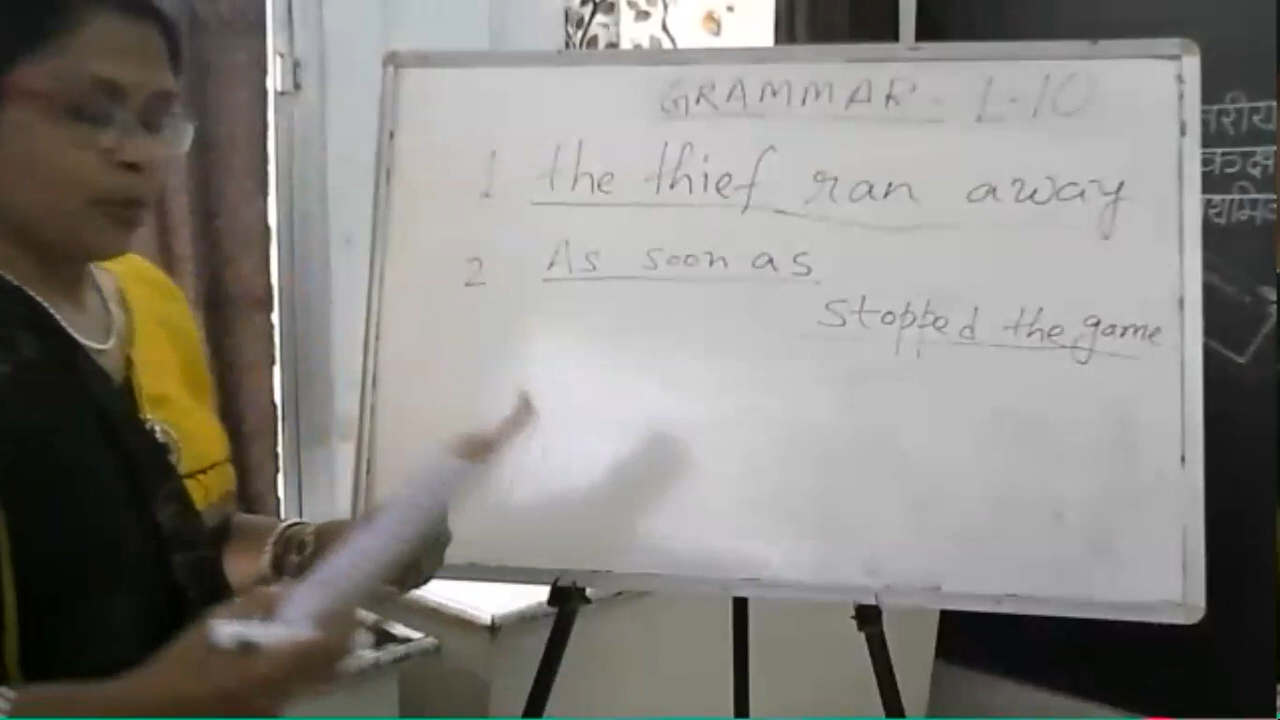 GRAMMAR - L-10
1 the thief ran away
2 As soon as
stopped the game